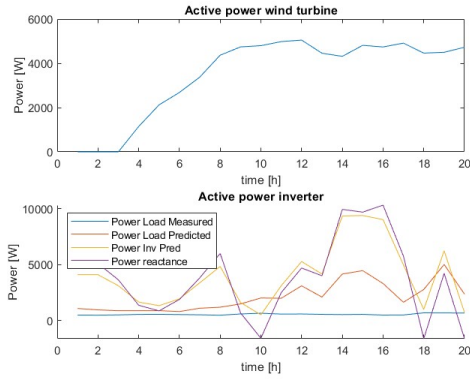 Active power wind turbine
6000
4000
2000
0
Power [W]
0 2 4 6 8 10 12 14 16 18 20
time [h]
Active power inverter
10000
5000
0
Power [W]
Power Load Measured
Power Load Predicted
Power Inv Pred
Power reactance
0 2 4 6 8 10 12 14 16 18 20
time [h]